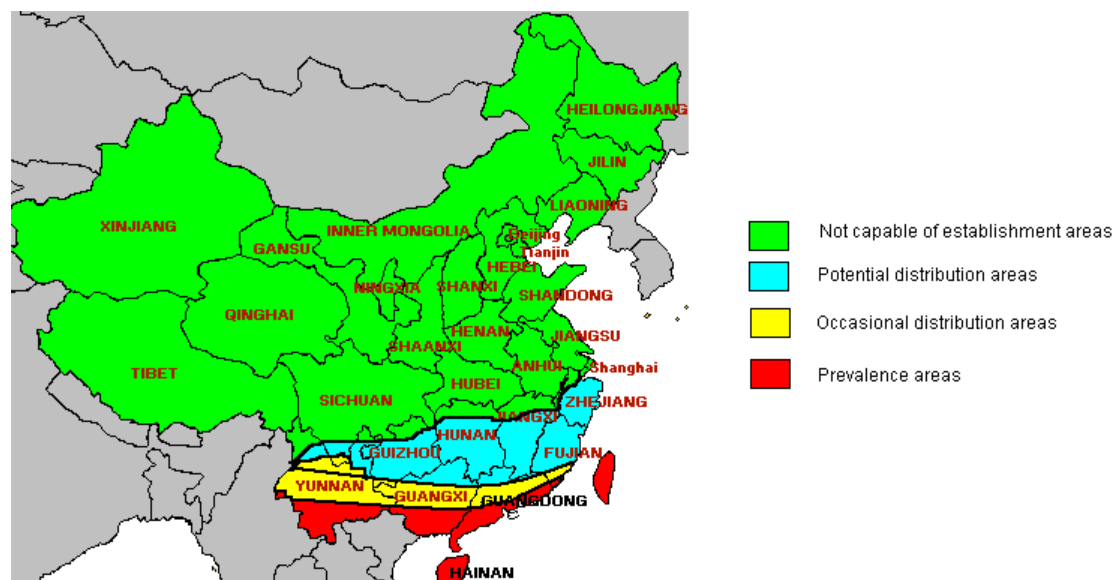 HEILONGJIANG
JILIN
LIAONING
XINJIANG
INNER MONGOLIA
Beijing
GANSU
Tianjin
HEBEI
NINGXIA
SHANXI
SHANDONG
QINGHAI
HENAN
JIANGSU
SHAANXI
TIBET
ANHUI
Shanghai
HUBEI
SICHUAN
ZHEJIANG
JIANGXI
HUNAN
GUIZHOU
FUJIAN
YUNNAN
GUANGXI
GUANGDONG
HAINAN
Not capable of establishment areas
Potential distribution areas
Occasional distribution areas
Prevalence areas